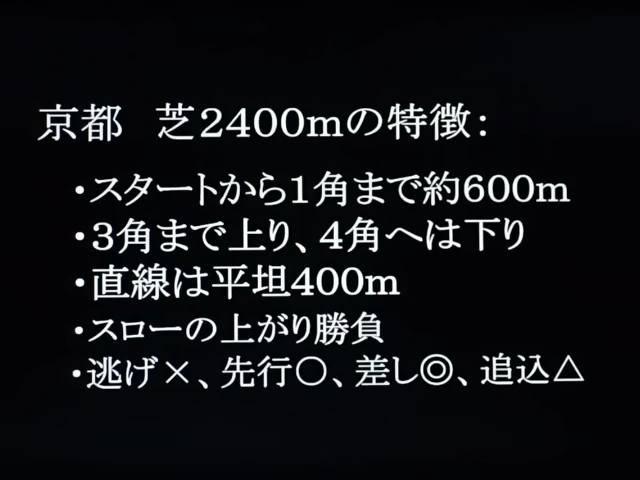 京都　芝２４００ｍの特徴：
・スタートから１角まで約６００ｍ
・３角まで上り、４角へは下り
・直線は平坦４００ｍ
・スローの上がり勝負
・逃げ×、先行〇、差し◎、追込△